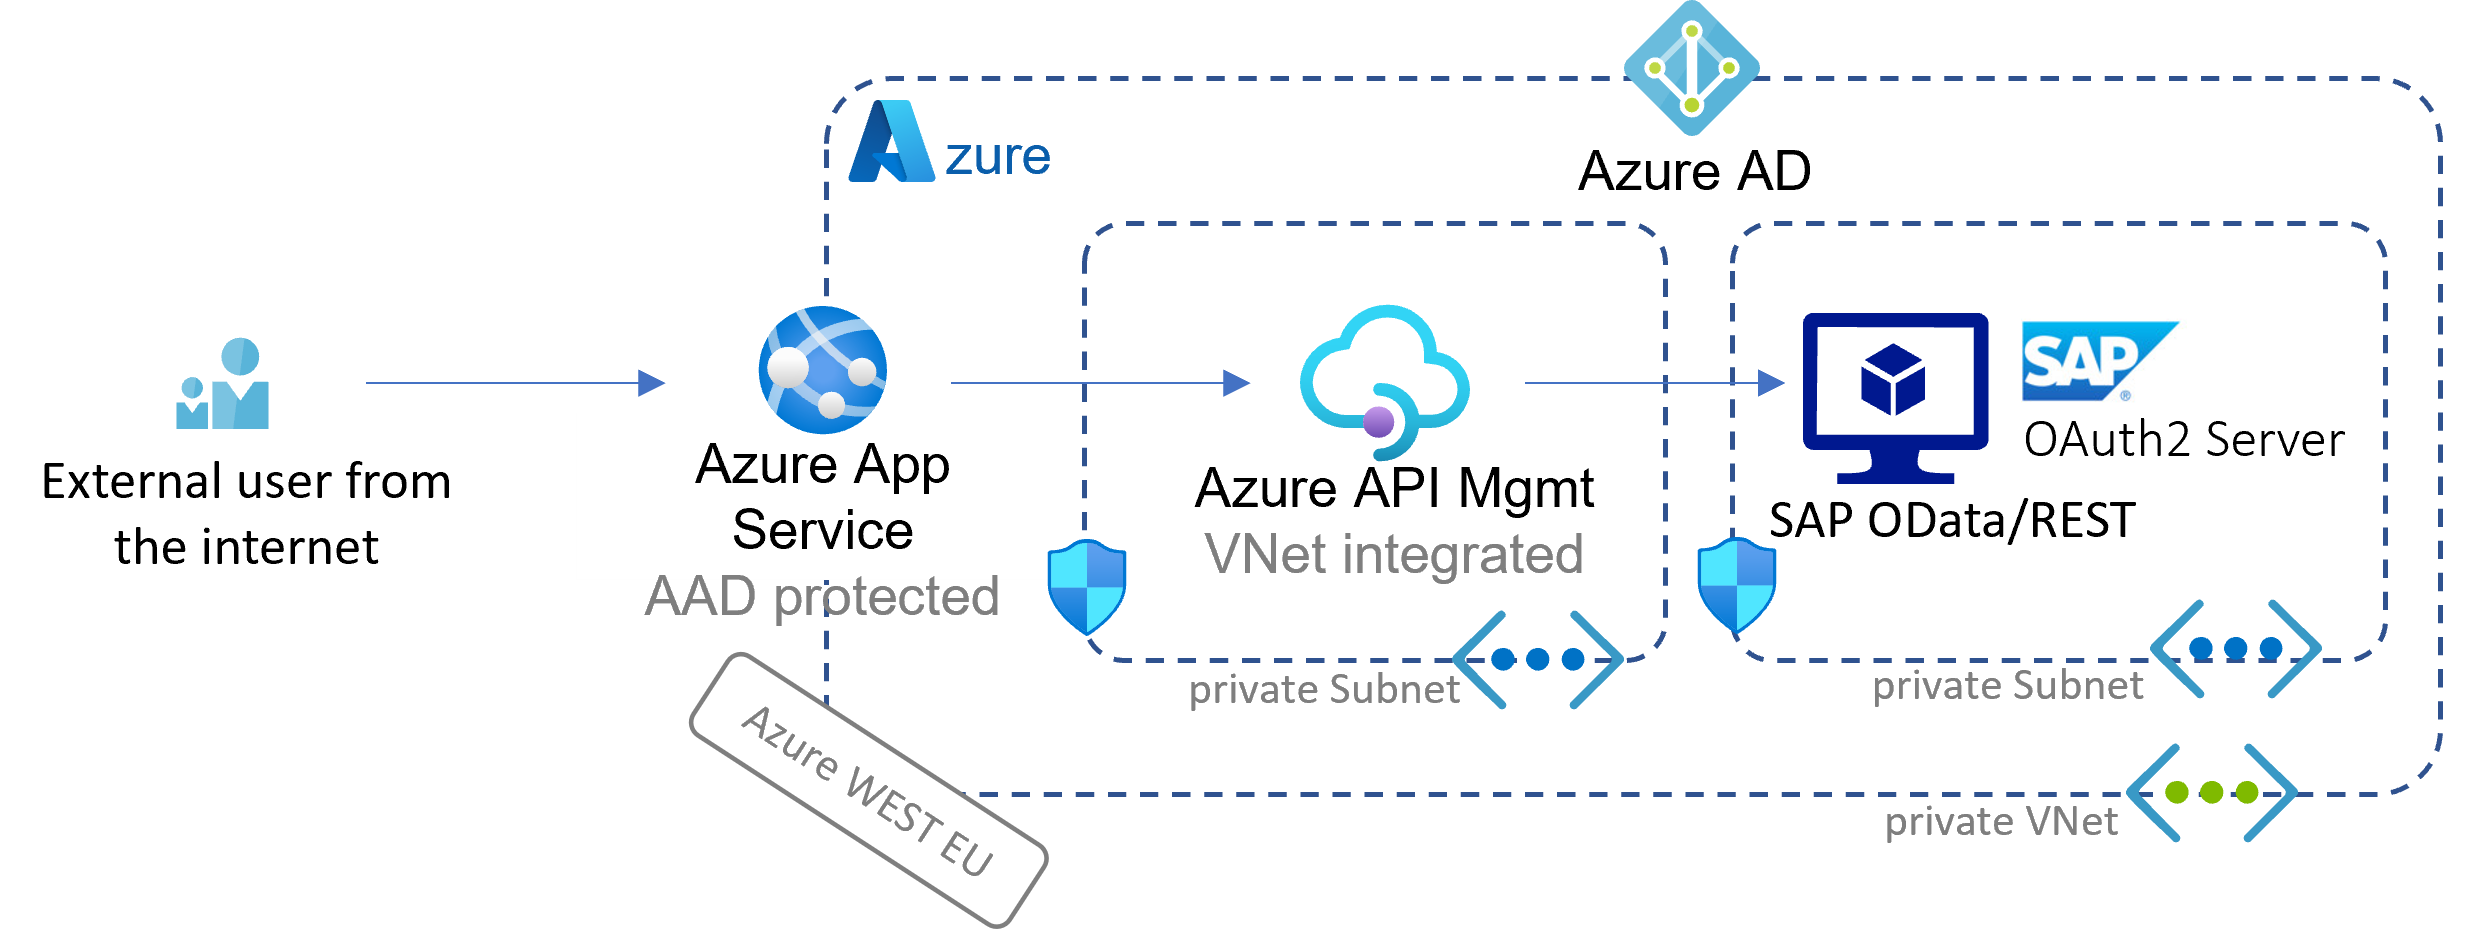 Azure
Azure AD
External user from
the internet
Azure App
Service
AAD protected
Azure API Mgmt
VNet integrated
SAP
®
OAuth2 Server
SAP OData/REST
private Subnet
private Subnet
private VNet
Azure WEST EU